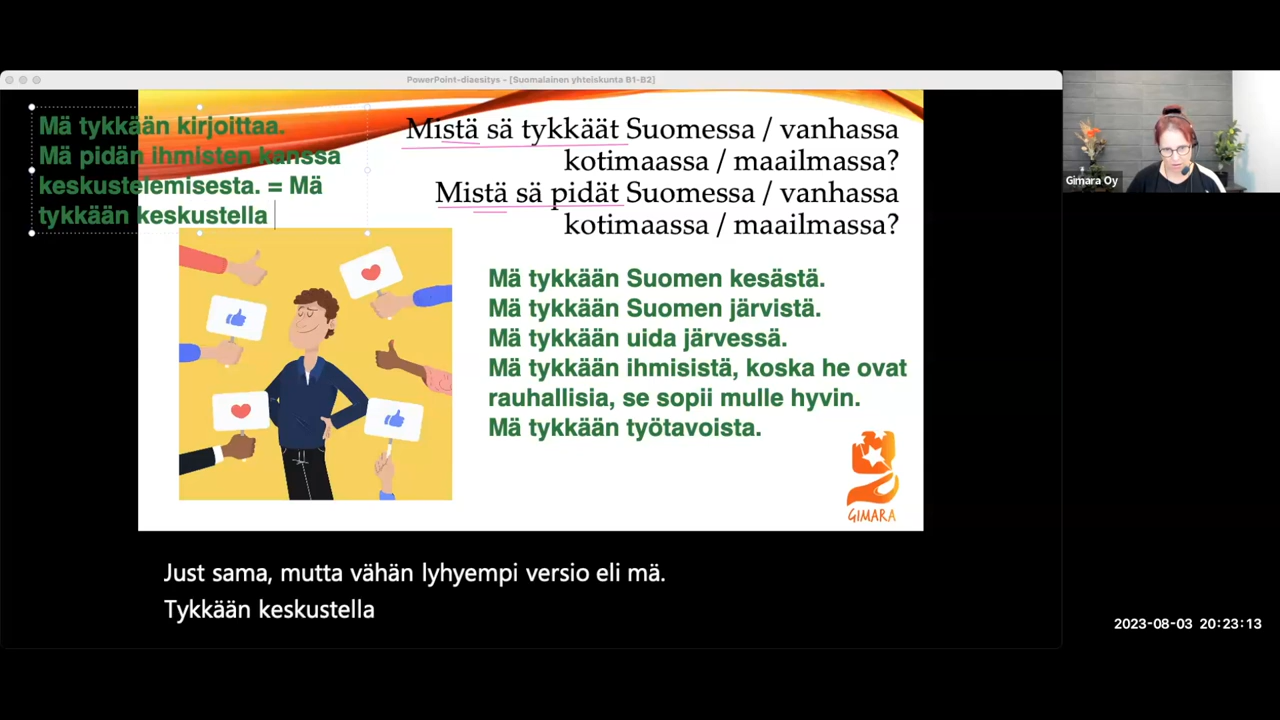 PowerPoint-diaesitys - [Suomalainen yhteiskunta B1-B2]
Mä tykkään kirjoittaa.
Mä pidän ihmisten kanssa
keskustelemisesta. = Mä
tykkään keskustella
Mistä sä tykkäät Suomessa / vanhassa
kotimaassa / maailmassa?
Mistä sä pidät Suomessa / vanhassa
kotimaassa / maailmassa?
Mä tykkään Suomen kesästä.
Mä tykkään Suomen järvistä.
Mä tykkään uida järvessä.
Mä tykkään ihmisistä, koska he ovat
rauhallisia, se sopii mulle hyvin.
Mä tykkään työtavoista.
GIMARA
Just sama, mutta vähän lyhyempi versio eli mä.
Tykkään keskustella
Gimara Oy
2023-08-03 20:23:13